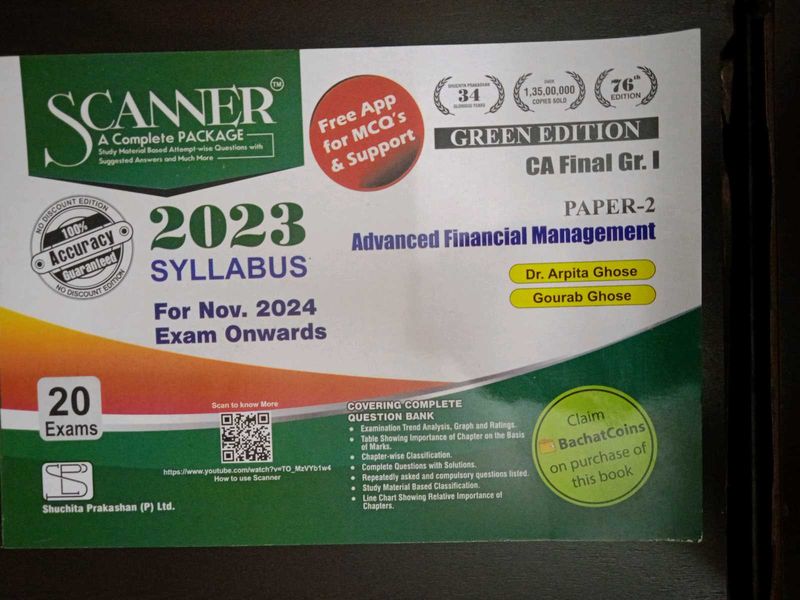 SCANNER™
A Complete PACKAGE
Study Material Based Attempt-wise Questions with
Suggested Answers and Much More
Free App
for MCQ's
& Support
SHUCHITA PRAKASHAN
34
GLORIOUS YEARS
OVER
1,35,00,000
COPIES SOLD
76th
EDITION
GREEN EDITION
CA Final Gr. I
PAPER-2
Advanced Financial Management
Dr. Arpita Ghose
Gourab Ghose
NO DISCOUNT EDITION
100%
Accuracy
Guaranteed
NO DISCOUNT EDITION
2023
SYLLABUS
For Nov. 2024
Exam Onwards
20
Exams
Shuchita Prakashan (P) Ltd.
Scan to know More
https://www.youtube.com/watch?v=TO_MzVYb1w4
How to use Scanner
COVERING COMPLETE
QUESTION BANK
• Examination Trend Analysis, Graph and Ratings.
• Table Showing Importance of Chapter on the Basis
of Marks.
• Chapter-wise Classification.
• Complete Questions with Solutions.
• Repeatedly asked and compulsory questions listed.
• Study Material Based Classification.
• Line Chart Showing Relative Importance of
Chapters.
Claim
BachatCoins
on purchase of
this book